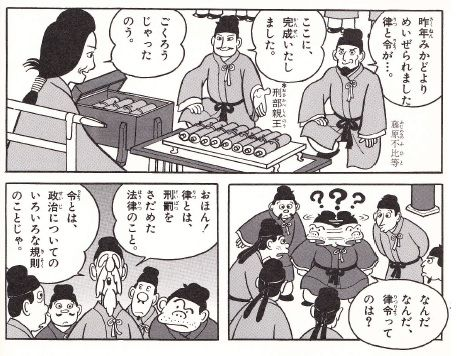 昨年みかどより
めいぜられました
律と令が…。
藤原不比等
ここに、
完成いたし
ました。
刑部親王
ごくろう
じゃった
のう。
なんだ
なんだ、
律令って
のは？
???
おほん！
律とは、
刑罰を
さだめた
法律のこと。
令とは、
政治についての
いろいろな規則
のことじゃ。